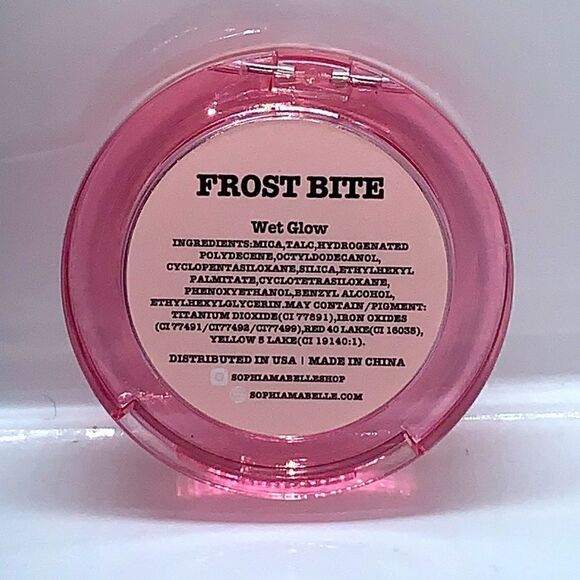 FROST BITE
Wet Glow
INGREDIENTS:MICA,TALC,HYDROGENATED
POLYDECENE,OCTYLDODECANOL,
CYCLOPENTASILOXANE,SILICA,ETHYLHEXYL
PALMITATE,CYCLOTETRASILOXANE,
PHENOXYETHANOL,BENZYL ALCOHOL,
ETHYLHEXYLGLYCERIN.MAY CONTAIN/PIGMENT:
TITANIUM DIOXIDE(CI 77891),IRON OXIDES
(CI 77491/CI77492/CI77499),RED 40 LAKE(CI 16035),
YELLOW 5 LAKE(CI 19140:1).
DISTRIBUTED IN USA | MADE IN CHINA
SOPHIAMABELLESHOP
SOPHIAMABELLE.COM